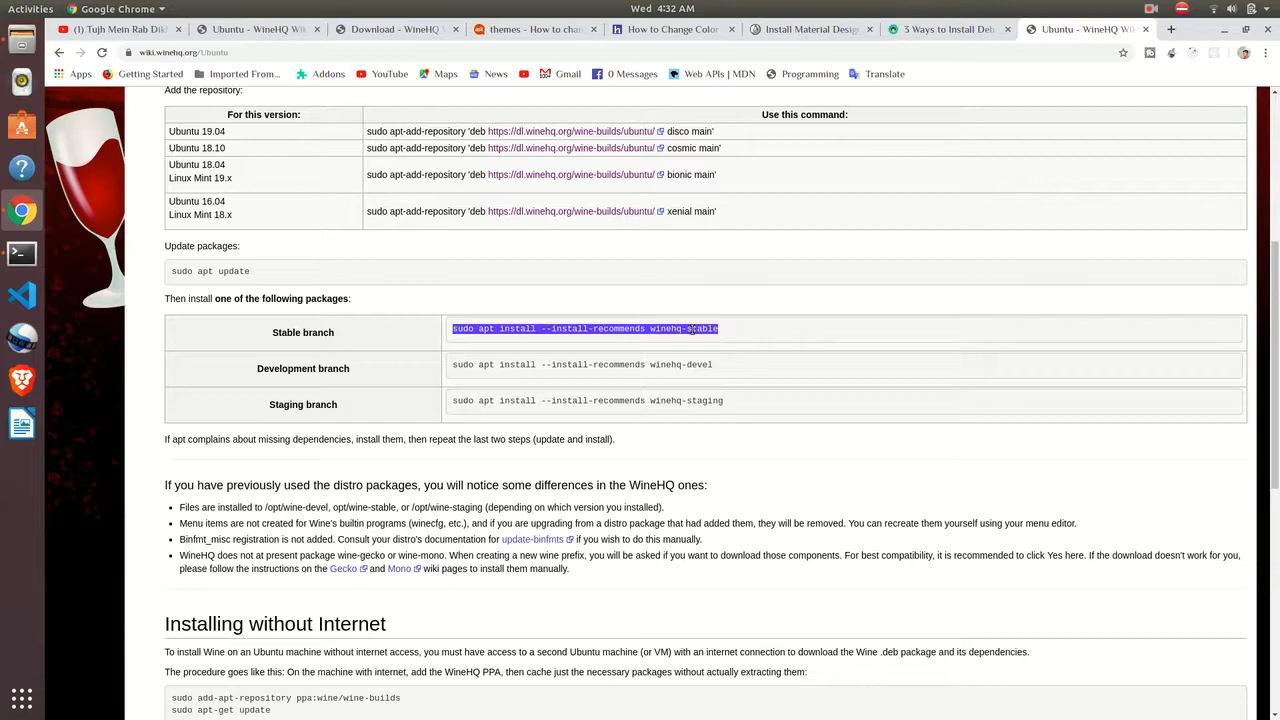 Activities
Google Chrome
Wed 4:32 AM
(1) Tujh Mein Rab Dik
Ubuntu - WineHQ Wik
Download - WineHQ
themes - How to chan
How to Change Color
Install Material Design
3 Ways to Install Deb
Ubuntu - WineHQ Wik
wiki.winehq.org/Ubuntu
Apps
Getting Started
Imported From...
Addons
YouTube
Maps
News
Gmail
0 Messages
Web APIs | MDN
Programming
Translate
Add the repository:
For this version:
Use this command:
Ubuntu 19.04
sudo apt-add-repository 'deb https://dl.winehq.org/wine-builds/ubuntu/ disco main'
Ubuntu 18.10
sudo apt-add-repository 'deb https://dl.winehq.org/wine-builds/ubuntu/ cosmic main'
Ubuntu 18.04
Linux Mint 19.x
sudo apt-add-repository 'deb https://dl.winehq.org/wine-builds/ubuntu/ bionic main'
Ubuntu 16.04
Linux Mint 18.x
sudo apt-add-repository 'deb https://dl.winehq.org/wine-builds/ubuntu/ xenial main'
Update packages:
sudo apt update
Then install one of the following packages:
Stable branch
sudo apt install --install-recommends winehq-stable
Development branch
sudo apt install --install-recommends winehq-devel
Staging branch
sudo apt install --install-recommends winehq-staging
If apt complains about missing dependencies, install them, then repeat the last two steps (update and install).
If you have previously used the distro packages, you will notice some differences in the WineHQ ones:
Files are installed to /opt/wine-devel, opt/wine-stable, or /opt/wine-staging (depending on which version you installed).
Menu items are not created for Wine's builtin programs (winecfg, etc.), and if you are upgrading from a distro package that had added them, they will be removed. You can recreate them yourself using your menu editor.
Binfmt_misc registration is not added. Consult your distro's documentation for update-binfmts if you wish to do this manually.
WineHQ does not at present package wine-gecko or wine-mono. When creating a new wine prefix, you will be asked if you want to download those components. For best compatibility, it is recommended to click Yes here. If the download doesn't work for you,
please follow the instructions on the Gecko and Mono wiki pages to install them manually.
Installing without Internet
To install Wine on an Ubuntu machine without internet access, you must have access to a second Ubuntu machine (or VM) with an internet connection to download the Wine .deb package and its dependencies.
The procedure goes like this: On the machine with internet, add the WineHQ PPA, then cache just the necessary packages without actually extracting them:
sudo add-apt-repository ppa:wine/wine-builds
sudo apt-get update